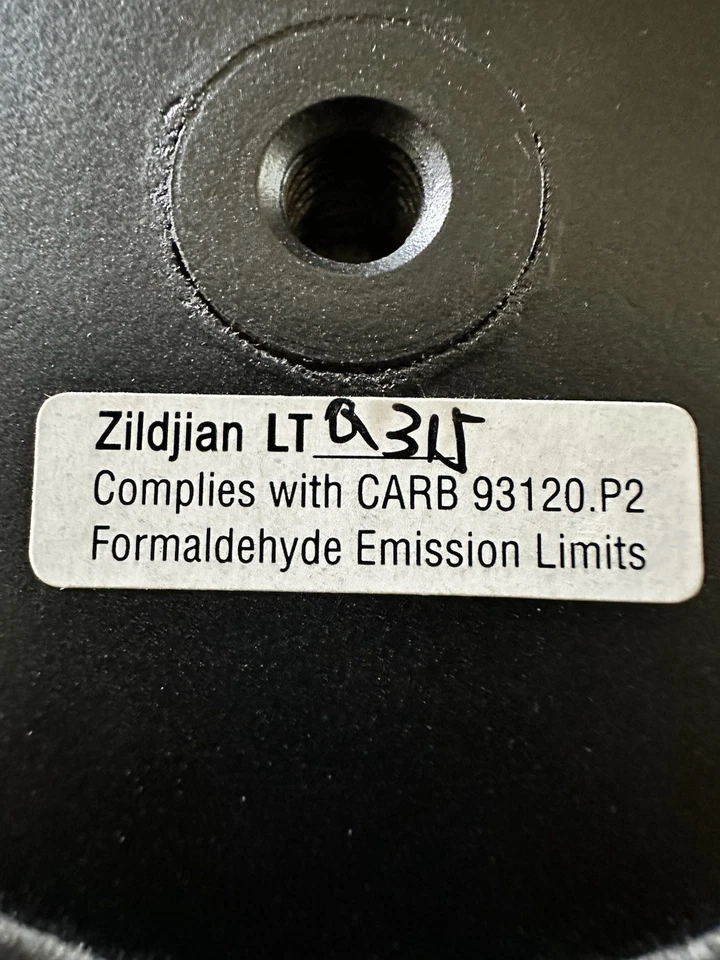 Zildjian LT
Complies with CARB 93120.P2
Formaldehyde Emission Limits